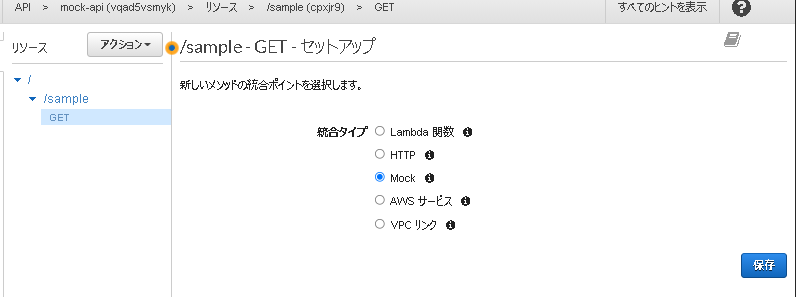 API > mock-api (vqad5vsmyk) > リソース > /sample (cpxjr9) > GET すべてのヒントを表示 ?
リソース アクション
/sample - GET - セットアップ
/
/sample
GET
新しいメソッドの統合ポイントを選択します。
統合タイプ Lambda 関数
HTTP
Mock
AWS サービス
VPC リンク
保存